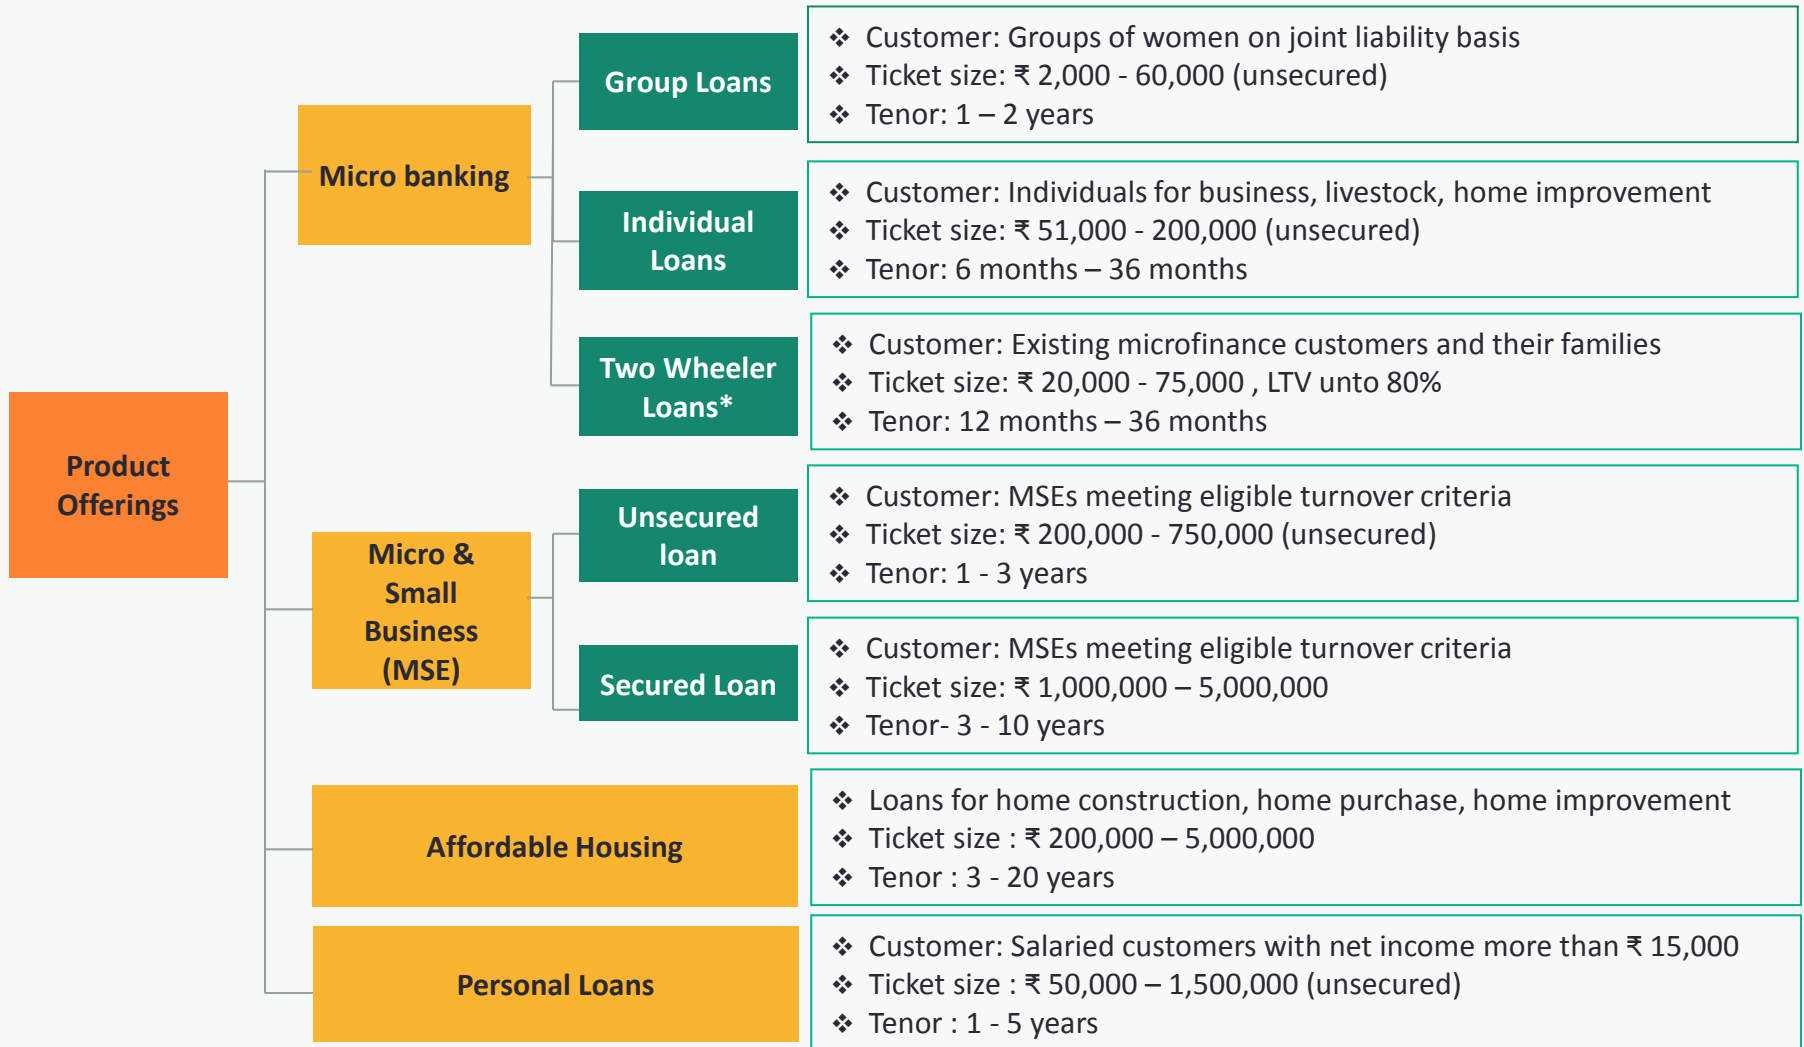 Product
Offerings
Micro banking
Group Loans
❖ Customer: Groups of women on joint liability basis
❖ Ticket size: ₹ 2,000 - 60,000 (unsecured)
❖ Tenor: 1 – 2 years
Individual
Loans
❖ Customer: Individuals for business, livestock, home improvement
❖ Ticket size: ₹ 51,000 - 200,000 (unsecured)
❖ Tenor: 6 months – 36 months
Two Wheeler
Loans*
❖ Customer: Existing microfinance customers and their families
❖ Ticket size: ₹ 20,000 - 75,000 , LTV unto 80%
❖ Tenor: 12 months – 36 months
Micro &
Small
Business
(MSE)
Unsecured
loan
❖ Customer: MSEs meeting eligible turnover criteria
❖ Ticket size: ₹ 200,000 - 750,000 (unsecured)
❖ Tenor: 1 - 3 years
Secured Loan
❖ Customer: MSEs meeting eligible turnover criteria
❖ Ticket size: ₹ 1,000,000 – 5,000,000
❖ Tenor- 3 - 10 years
Affordable Housing
❖ Loans for home construction, home purchase, home improvement
❖ Ticket size : ₹ 200,000 – 5,000,000
❖ Tenor : 3 - 20 years
Personal Loans
❖ Customer: Salaried customers with net income more than ₹ 15,000
❖ Ticket size : ₹ 50,000 – 1,500,000 (unsecured)
❖ Tenor : 1 - 5 years